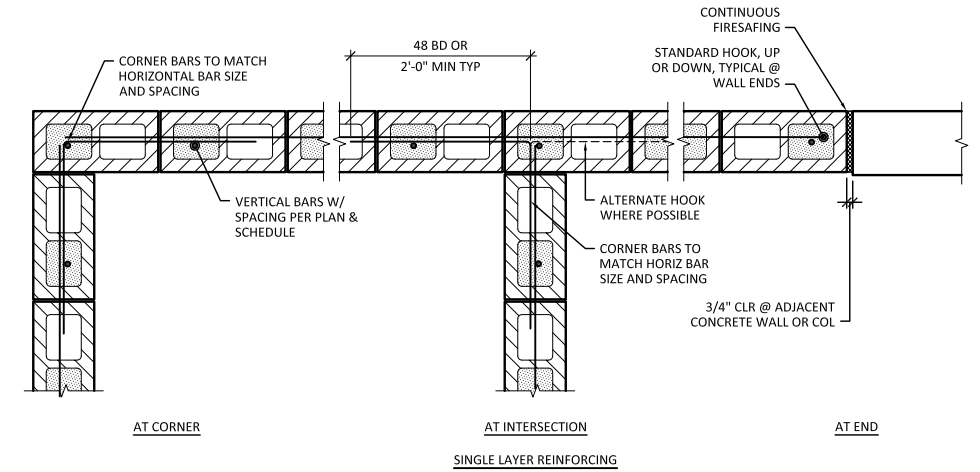 CORNER BARS TO MATCH
HORIZONTAL BAR SIZE
AND SPACING
48 BD OR
2'-0" MIN TYP
CONTINUOUS
FIRESAFING
STANDARD HOOK, UP
OR DOWN, TYPICAL @
WALL ENDS
VERTICAL BARS W/
SPACING PER PLAN &
SCHEDULE
ALTERNATE HOOK
WHERE POSSIBLE
CORNER BARS TO
MATCH HORIZ BAR
SIZE AND SPACING
3/4" CLR @ ADJACENT
CONCRETE WALL OR COL
AT CORNER
AT INTERSECTION
AT END
SINGLE LAYER REINFORCING